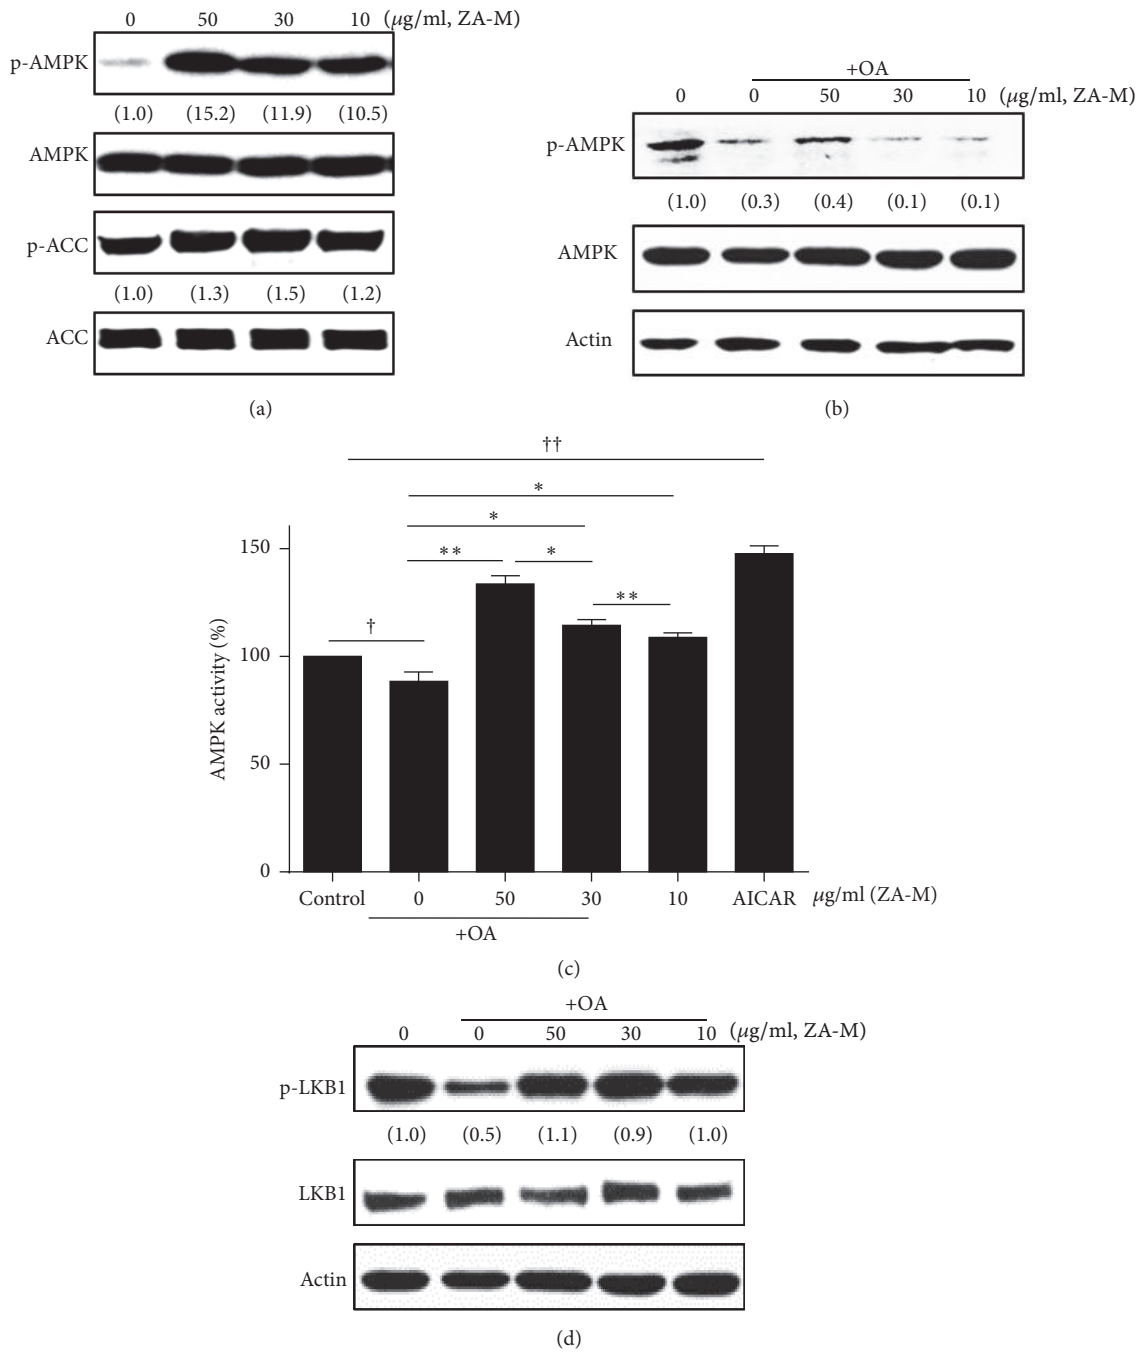 0 50 30 10 (μg/ml, ZA-M)
p-AMPK
(1.0) (15.2) (11.9) (10.5)
AMPK
p-ACC
(1.0) (1.3) (1.5) (1.2)
ACC
(a)
+OA
0 0 50 30 10 (μg/ml, ZA-M)
p-AMPK
(1.0) (0.3) (0.4) (0.1) (0.1)
AMPK
Actin
(b)
††
*
*
** *
**
†
AMPK activity (%)
150
100
50
0
Control 0 50 30 10 AICAR μg/ml (ZA-M)
+OA
(c)
+OA
0 0 50 30 10 (μg/ml, ZA-M)
p-LKB1
(1.0) (0.5) (1.1) (0.9) (1.0)
LKB1
Actin
(d)